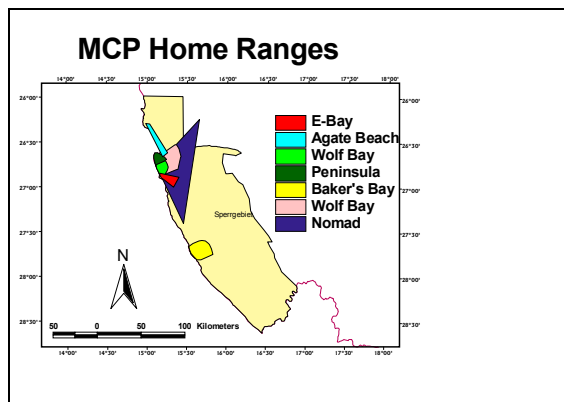 MCP Home Ranges
14°00' 14°30' 15°00' 15°30' 16°00' 16°30' 17°00' 17°30' 18°00'
26°00' 26°00'
E-Bay
Agate Beach
26°30' 26°30'
Wolf Bay
Peninsula
27°00' 27°00'
Baker's Bay
Wolf Bay
Nomad
Sperrgebiet
27°30' 27°30'
N
28°00' 28°00'
28°30' 28°30'
50 0 50 100 Kilometers
14°00' 14°30' 15°00' 15°30' 16°00' 16°30' 17°00' 17°30' 18°00'